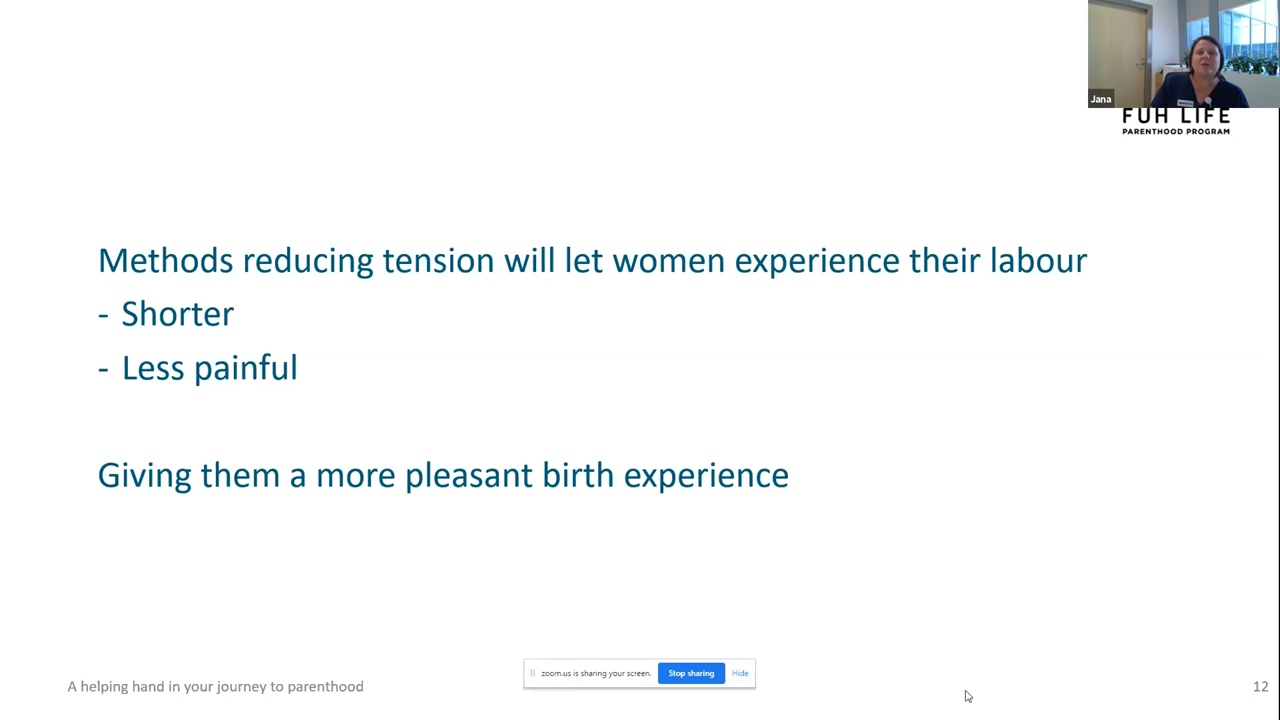 Jana
FUH LIFE
PARENTHOOD PROGRAM
Methods reducing tension will let women experience their labour
- Shorter
- Less painful
Giving them a more pleasant birth experience
A helping hand in your journey to parenthood
zoom.us is sharing your screen.
Stop sharing
Hide
12